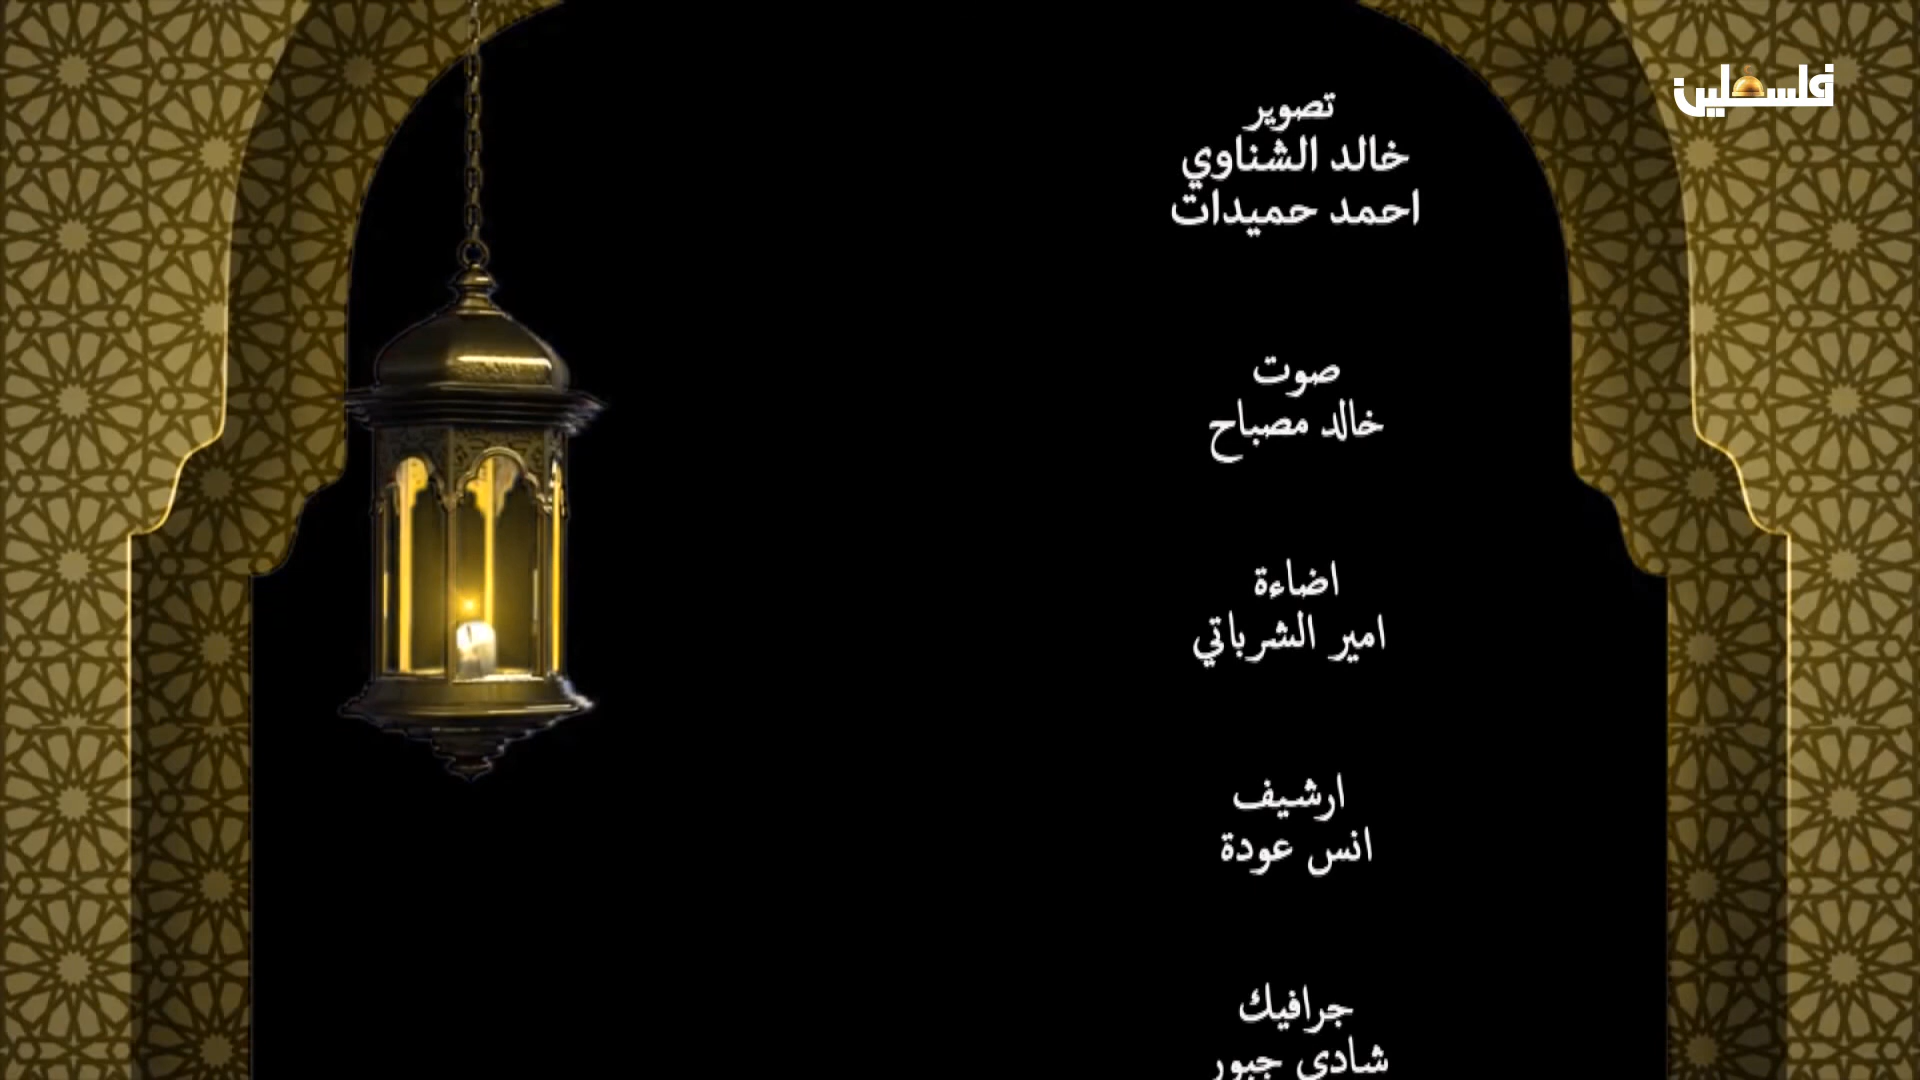 فلسطين
تصوير
خالد الشناوي
احمد حميدات
صوت
خالد مصباح
اضاءة
امير الشرباتي
ارشيف
انس عودة
جرافيك
شادي جبور